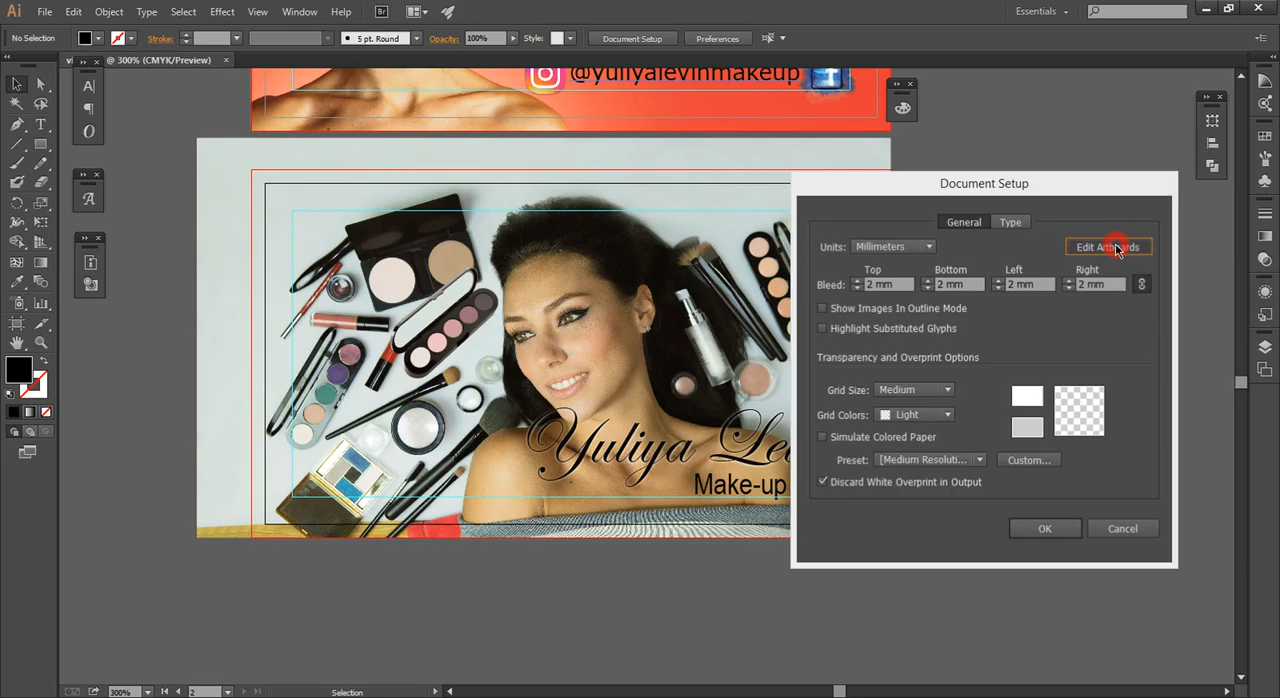 Ai File Edit Object Type Select Effect View Window Help Br Essentials
No Selection Stroke: 5 pt. Round Opacity: 100% Style: Document Setup Preferences
@ 300% (CMYK/Preview)
@yuliyalevinmakeup
Document Setup
General Type
Units: Millimeters Edit Artboards
Top Bottom Left Right
Bleed: 2 mm 2 mm 2 mm 2 mm
Show Images In Outline Mode
Highlight Substituted Glyphs
Transparency and Overprint Options
Grid Size: Medium
Grid Colors: Light
Simulate Colored Paper
Preset: [Medium Resoluti... Custom...
Discard White Overprint in Output
OK Cancel
Yuliya Le
Make-up
300% 2 Selection